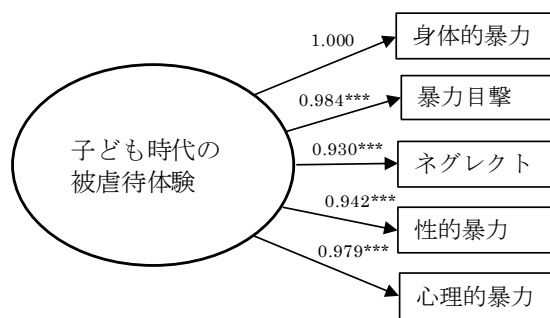 子ども時代の
被虐待体験
1.000
身体的暴力
0.984***
暴力目撃
0.930***
ネグレクト
0.942***
性的暴力
0.979***
心理的暴力